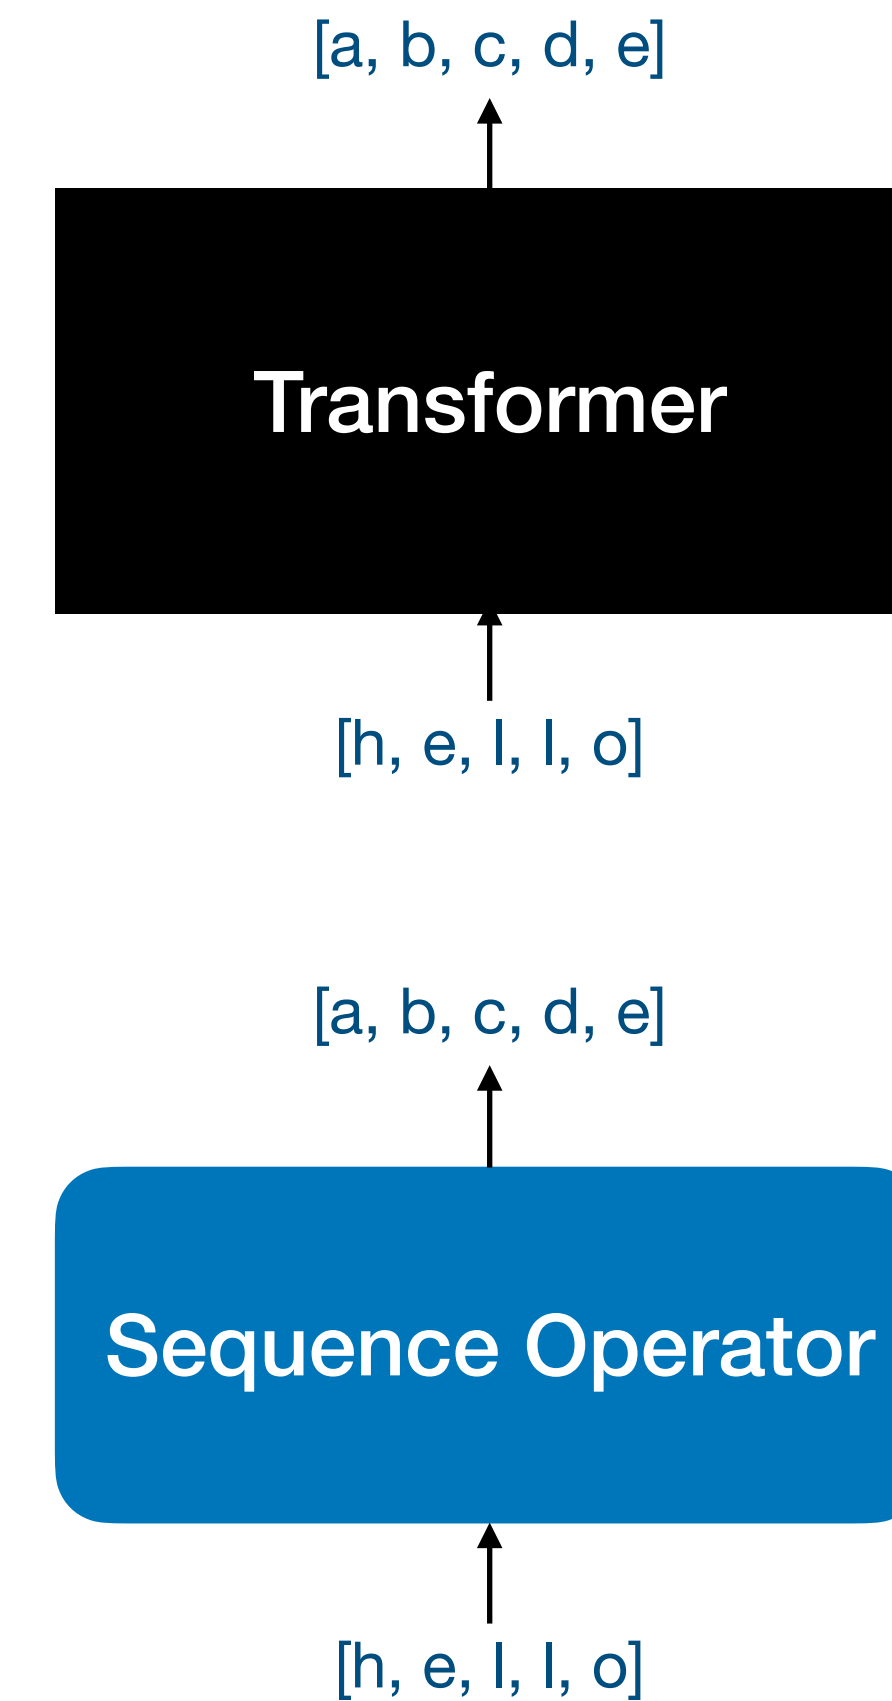 [a, b, c, d, e]
Transformer
[h, e, l, l, o]
[a, b, c, d, e]
Sequence Operator
[h, e, l, l, o]